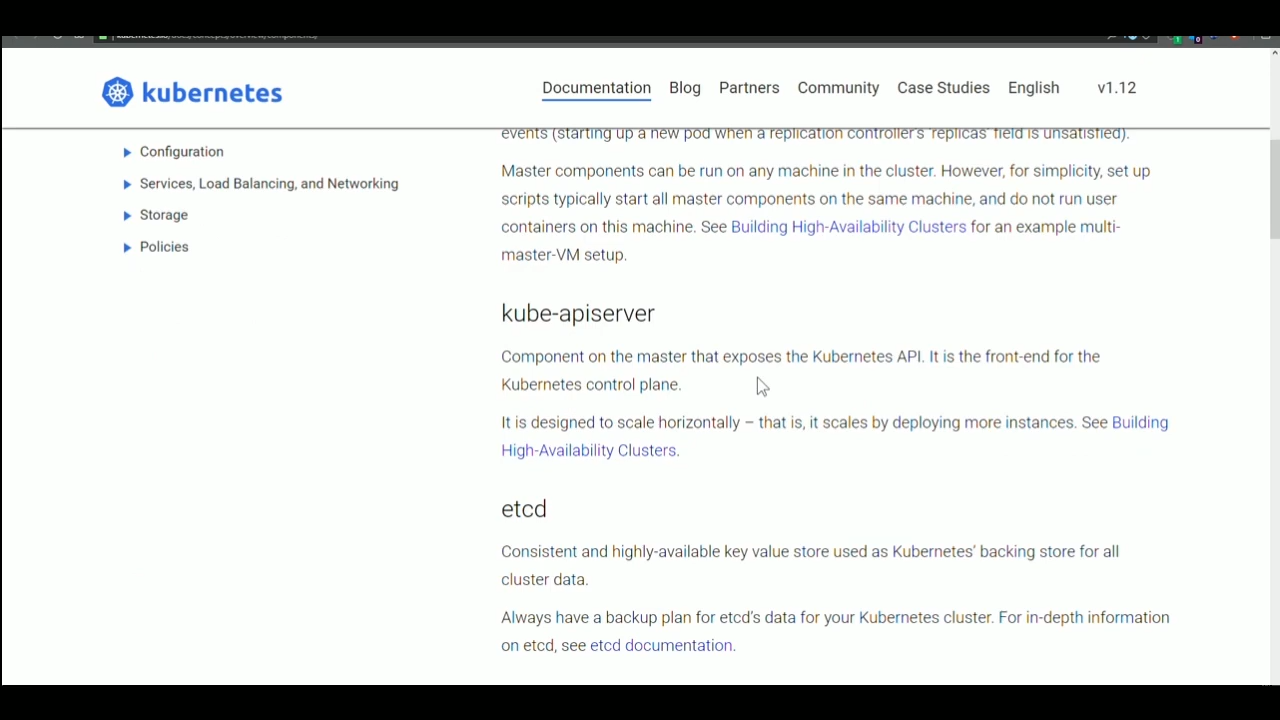 kubernetes
Documentation Blog Partners Community Case Studies English v1.12
Configuration
Services, Load Balancing, and Networking
Storage
Policies
events (starting up a new pod when a replication controller's 'replicas' field is unsatisfied).
Master components can be run on any machine in the cluster. However, for simplicity, set up
scripts typically start all master components on the same machine, and do not run user
containers on this machine. See Building High-Availability Clusters for an example multi-
master-VM setup.
kube-apiserver
Component on the master that exposes the Kubernetes API. It is the front-end for the
Kubernetes control plane.
It is designed to scale horizontally – that is, it scales by deploying more instances. See Building
High-Availability Clusters.
etcd
Consistent and highly-available key value store used as Kubernetes' backing store for all
cluster data.
Always have a backup plan for etcd's data for your Kubernetes cluster. For in-depth information
on etcd, see etcd documentation.